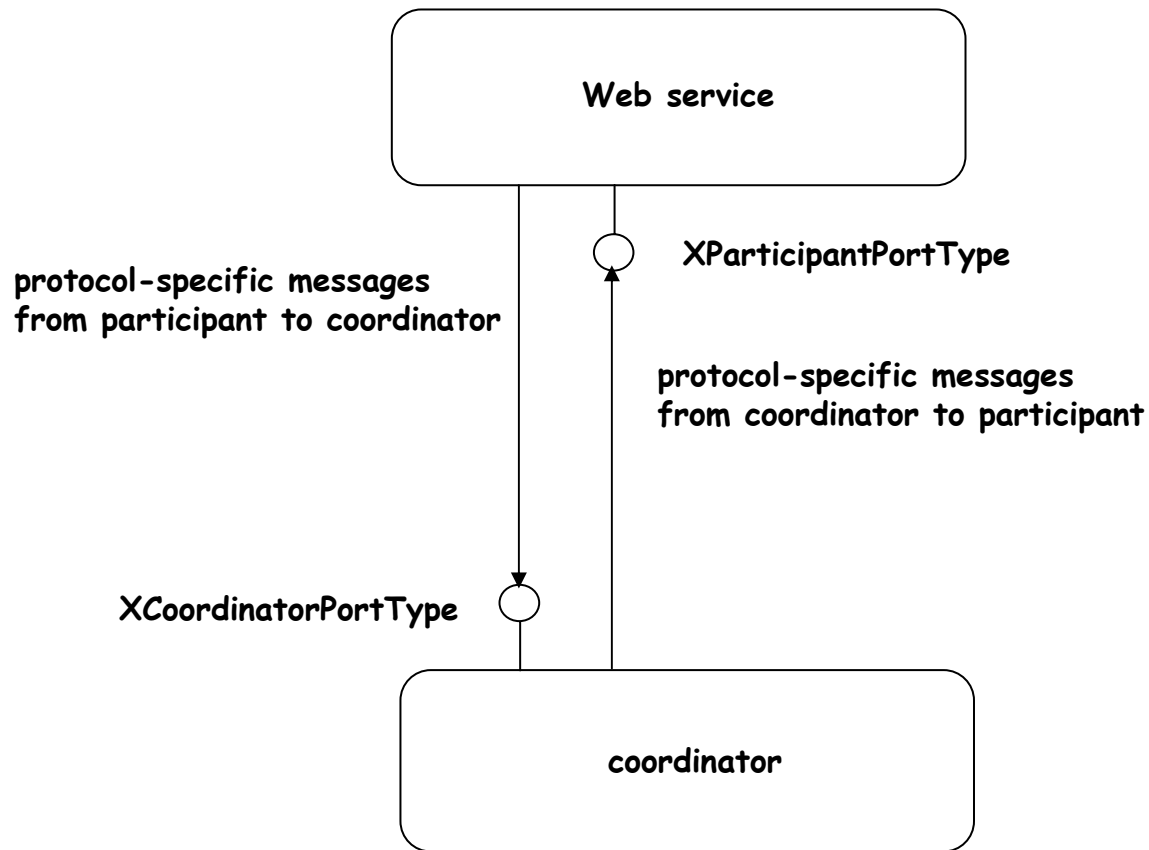 Web service
XParticipantPortType
protocol-specific messages
from participant to coordinator
protocol-specific messages
from coordinator to participant
XCoordinatorPortType
coordinator